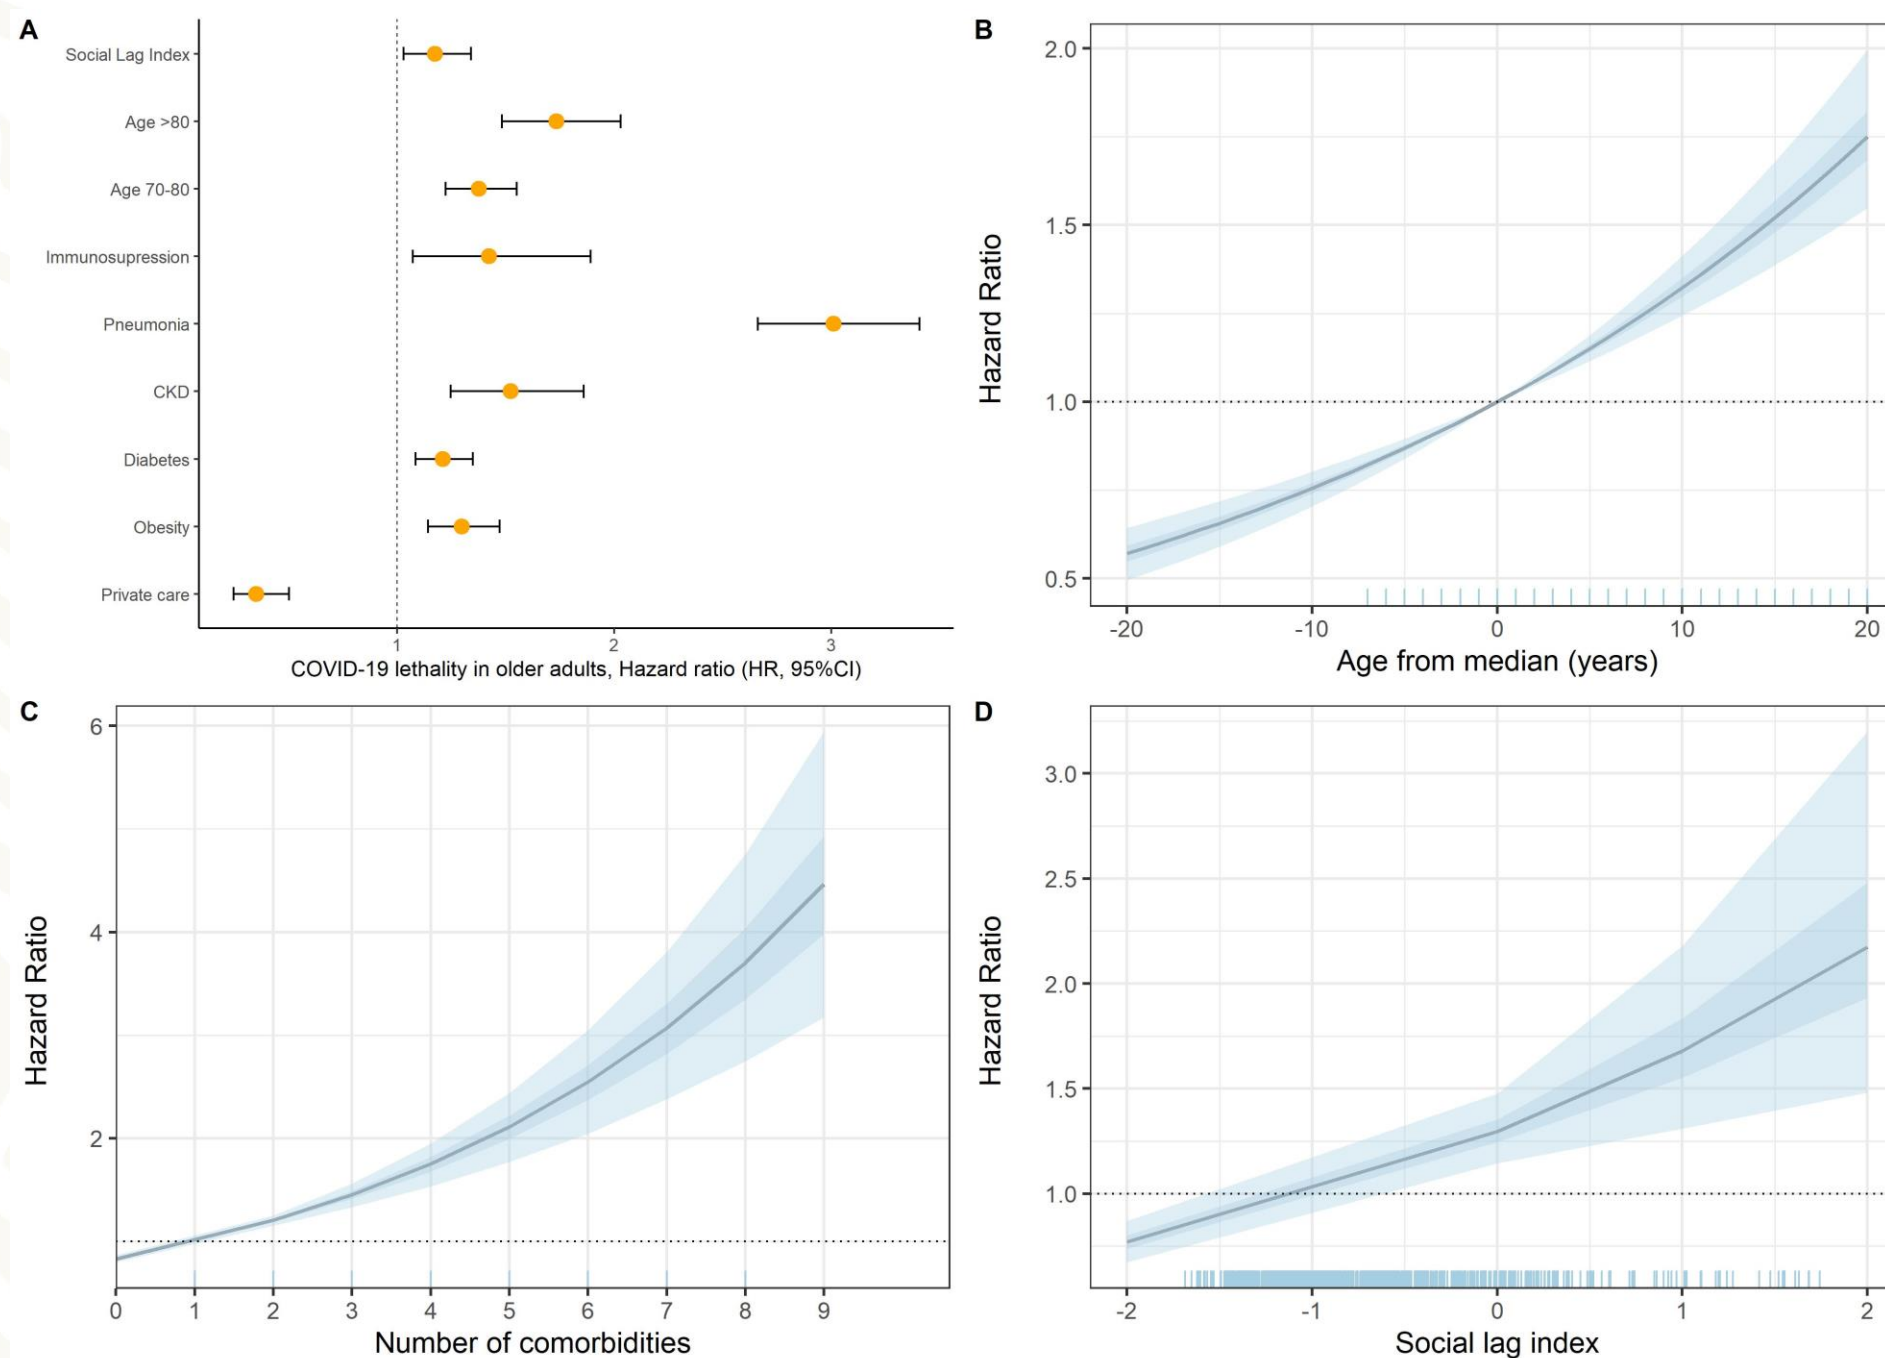 A
Social Lag Index
Age >80
Age 70-80
Immunosupression
Pneumonia
CKD
Diabetes
Obesity
Private care
1 2 3
COVID-19 lethality in older adults, Hazard ratio (HR, 95%CI)
B
Hazard Ratio
2.0
1.5
1.0
0.5
-20 -10 0 10 20
Age from median (years)
C
Hazard Ratio
6
4
2
0 1 2 3 4 5 6 7 8 9
Number of comorbidities
D
Hazard Ratio
3.0
2.5
2.0
1.5
1.0
-2 -1 0 1 2
Social lag index